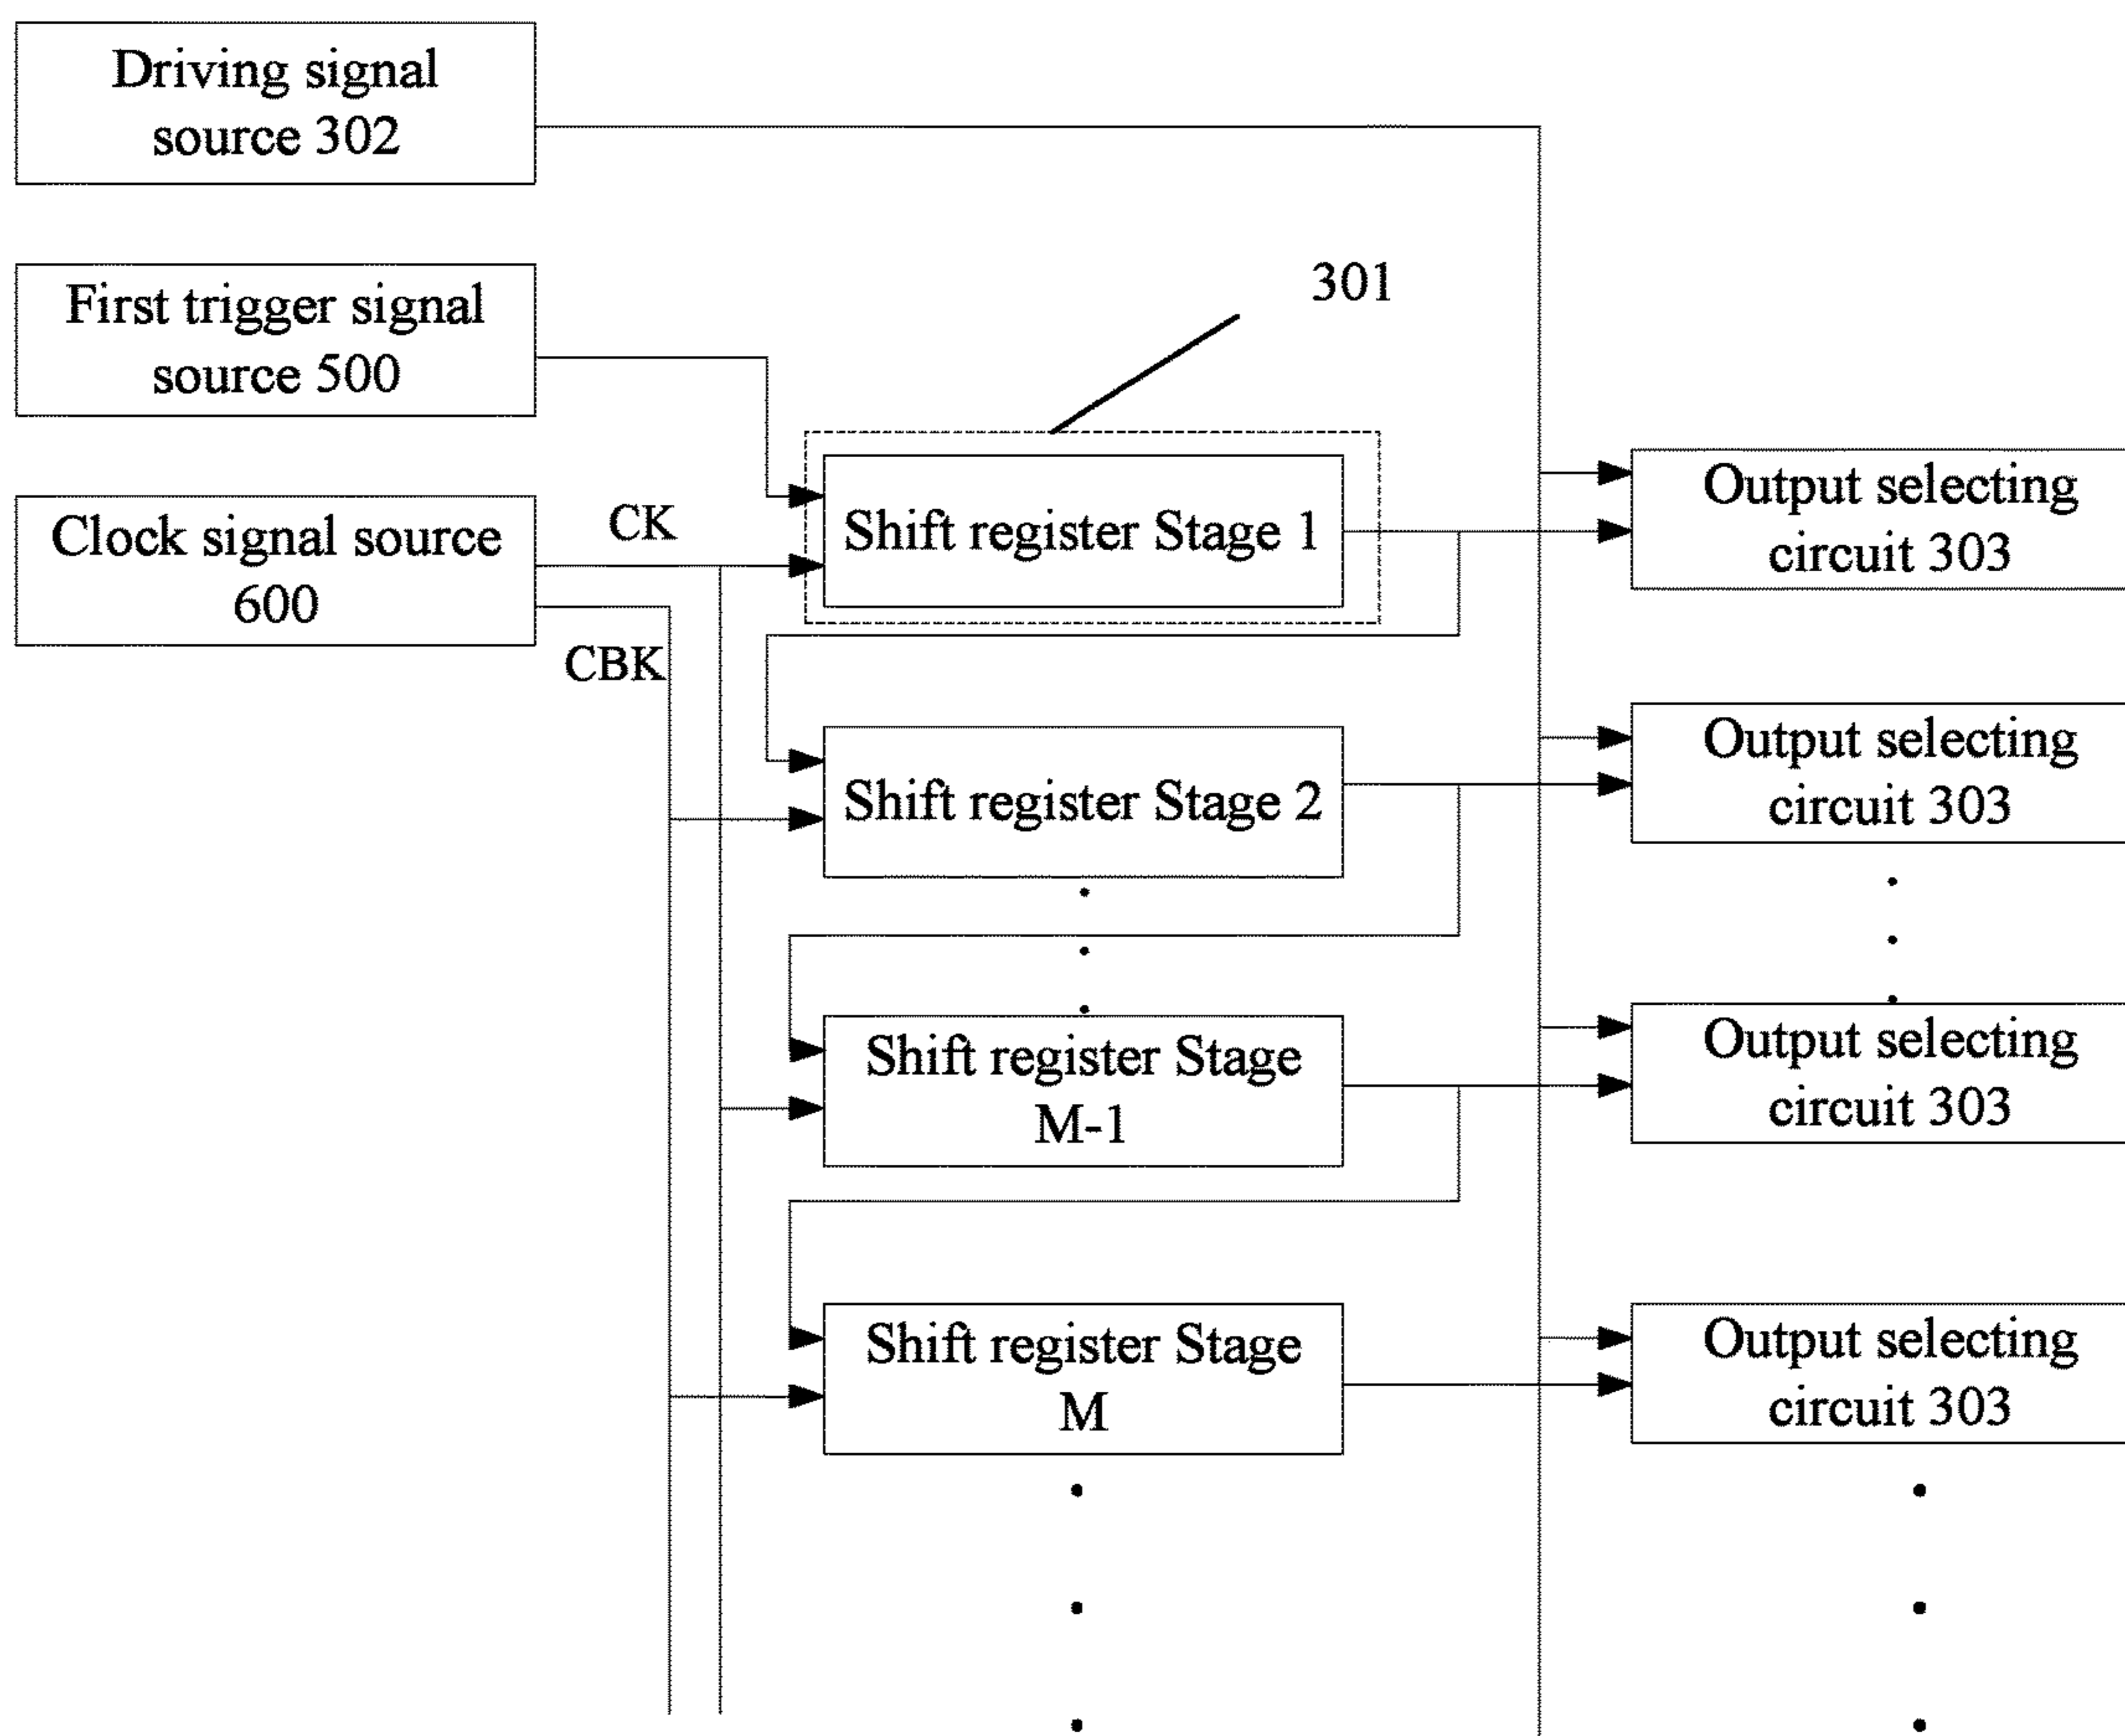 Driving signal
source 302
First trigger signal
source 500
301
Clock signal source
600
CK
CBK
Shift register Stage 1
Output selecting
circuit 303
Shift register Stage 2
Output selecting
circuit 303
Shift register Stage
M-1
Output selecting
circuit 303
Shift register Stage
M
Output selecting
circuit 303